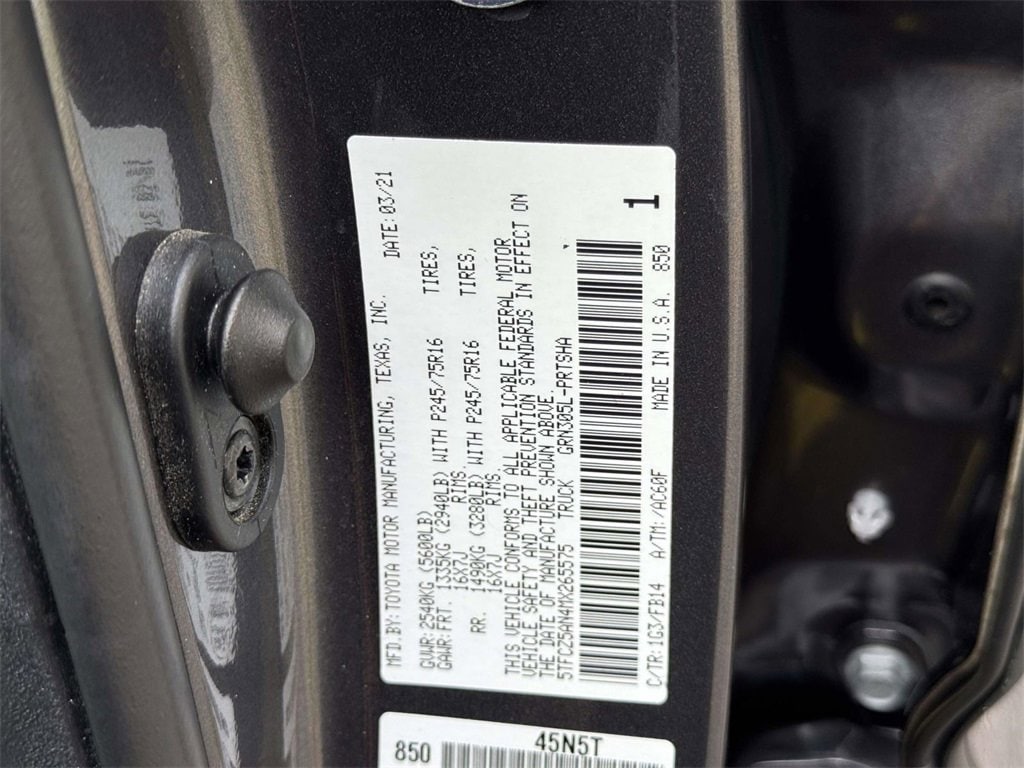 MFD.BY:TOYOTA MOTOR MANUFACTURING, TEXAS, INC. DATE:03/21
GVWR:2540KG (5600LB)
GAWR:FRT. 1335KG (2940LB) WITH P245/75R16 TIRES,
16X7J RIMS,
RR. 1490KG (3280LB) WITH P245/75R16 TIRES,
16X7J RIMS,
THIS VEHICLE CONFORMS TO ALL APPLICABLE FEDERAL MOTOR
VEHICLE SAFETY AND THEFT PREVENTION STANDARDS IN EFFECT ON
THE DATE OF MANUFACTURE SHOWN ABOVE.
5TFCZ5AN4MX265575 TRUCK GRN305L-PRTSHA
1
C/TR:1G3/FB14 A/TM:/AC60F MADE IN U.S.A. 850
850 45N5T